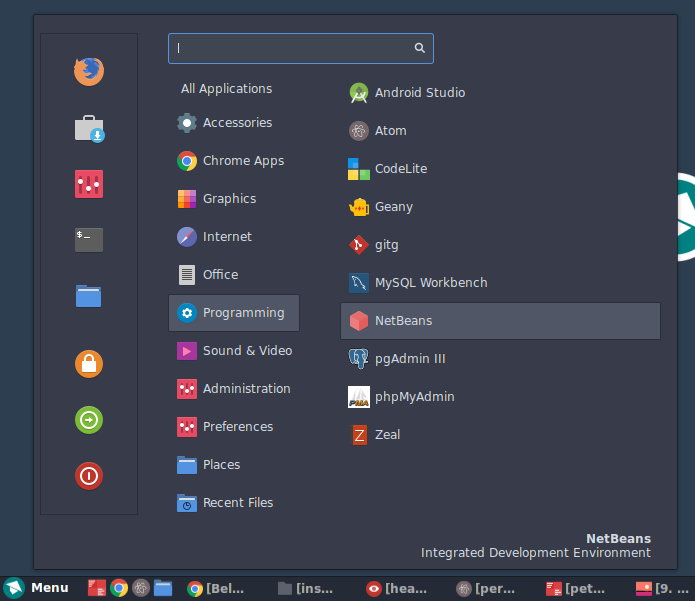 All Applications
Accessories
Chrome Apps
Graphics
Internet
Office
Programming
Sound & Video
Administration
Preferences
Places
Recent Files
Android Studio
Atom
CodeLite
Geany
gitg
MySQL Workbench
NetBeans
pgAdmin III
phpMyAdmin
Zeal
NetBeans
Integrated Development Environment
Menu [Bel... [ins... [hea... [per... [pet... [9. ...